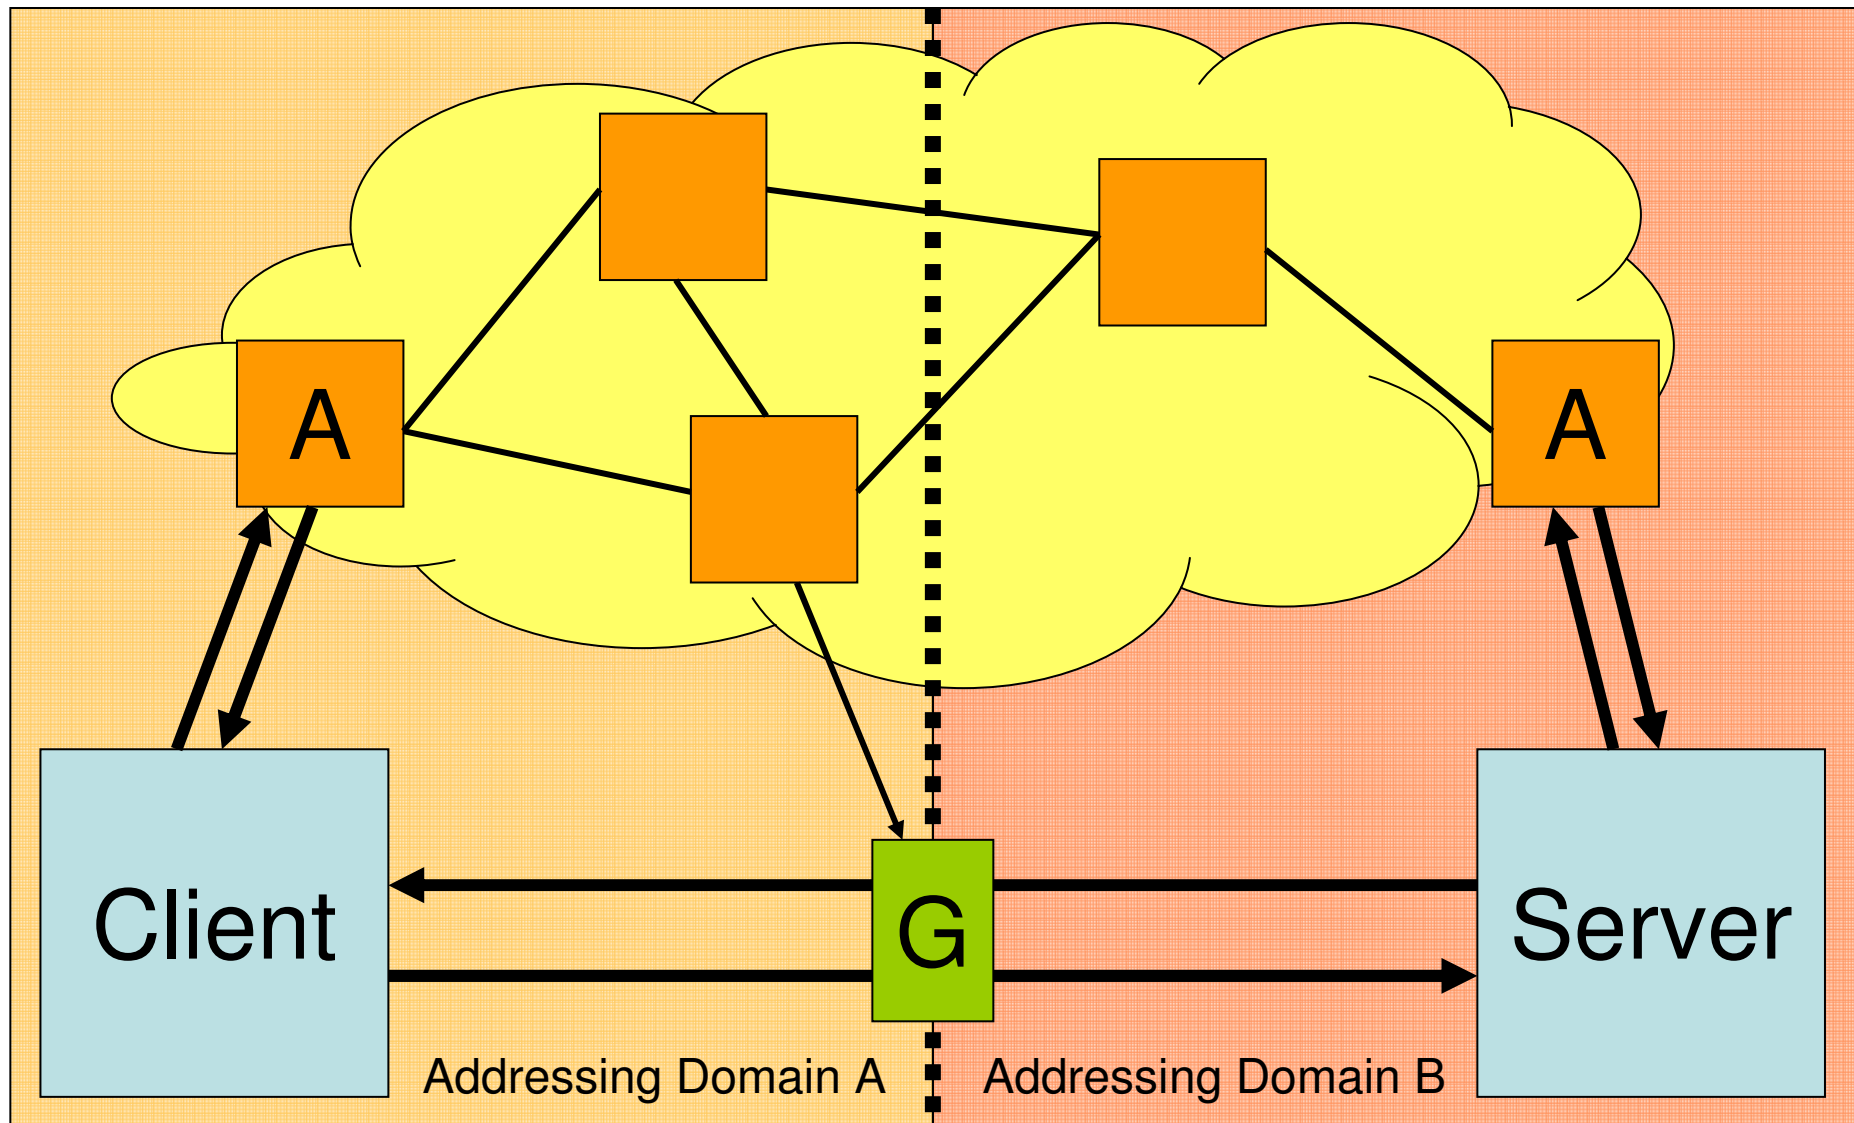 A
A
Client
G
Server
Addressing Domain A
Addressing Domain B